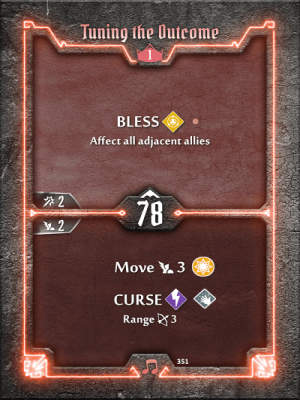 Tuning the Outcome
1
BLESS
Affect all adjacent allies
2
78
2
Move 3
CURSE
Range 3
351